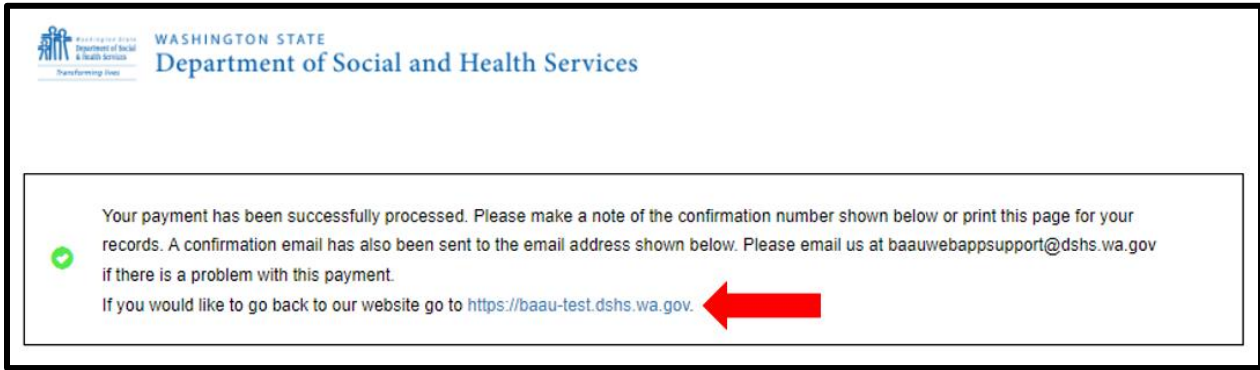 Washington State
Department of Social
& Health Services
Transforming lives
WASHINGTON STATE
Department of Social and Health Services
Your payment has been successfully processed. Please make a note of the confirmation number shown below or print this page for your
records. A confirmation email has also been sent to the email address shown below. Please email us at baauwebappsupport@dshs.wa.gov
if there is a problem with this payment.
If you would like to go back to our website go to https://baau-test.dshs.wa.gov.